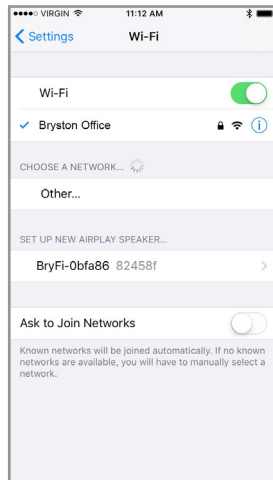 VIRGIN 11:12 AM
Settings Wi-Fi
Wi-Fi
Bryston Office
CHOOSE A NETWORK...
Other...
SET UP NEW AIRPLAY SPEAKER...
BryFi-0bfa86 82458f
Ask to Join Networks
Known networks will be joined automatically. If no known
networks are available, you will have to manually select a
network.